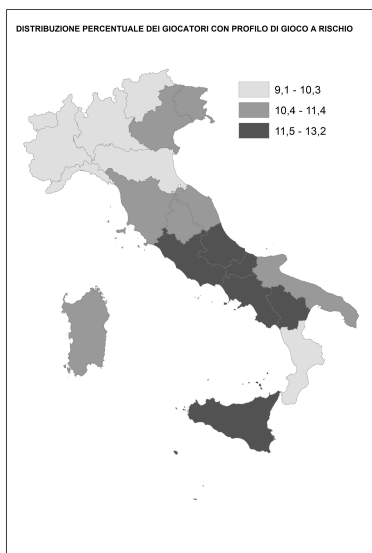 DISTRIBUZIONE PERCENTUALE DEI GIOCATORI CON PROFILO DI GIOCO A RISCHIO
9,1 - 10,3
10,4 - 11,4
11,5 - 13,2